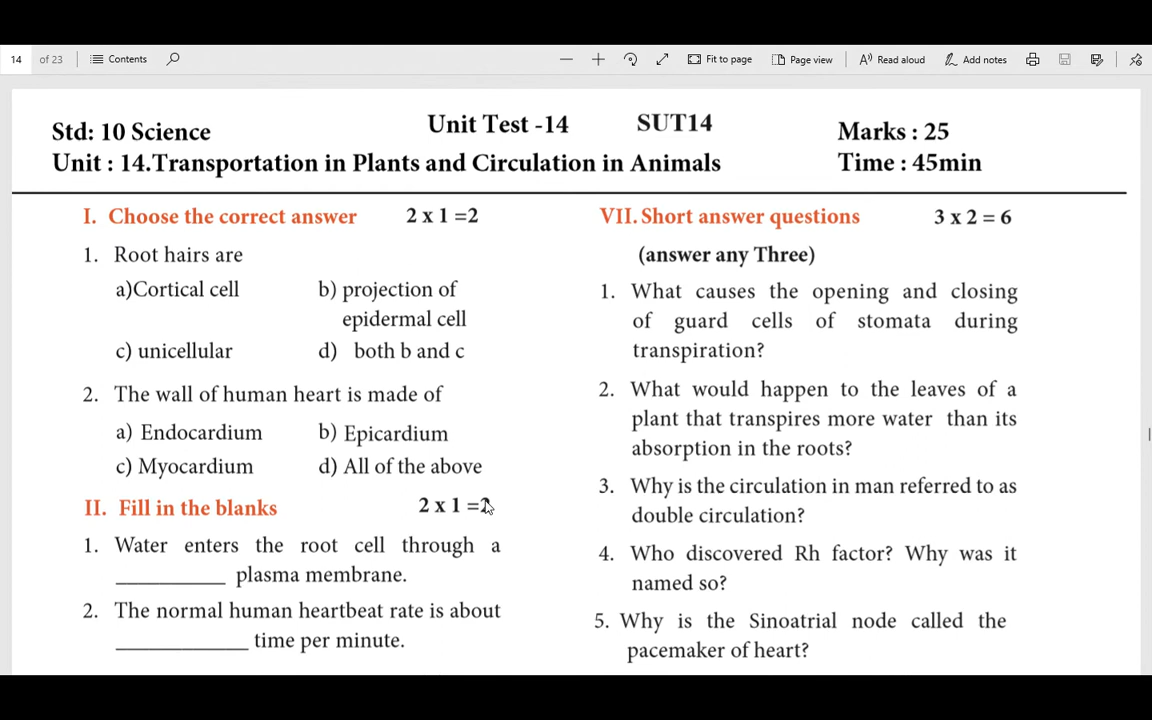 14 of 23 Contents Fit to page Page view Read aloud Add notes
Std: 10 Science Unit Test -14 SUT14 Marks : 25
Unit : 14.Transportation in Plants and Circulation in Animals Time : 45min
I. Choose the correct answer 2 x 1 =2
1. Root hairs are
a)Cortical cell b) projection of
epidermal cell
c) unicellular d) both b and c
2. The wall of human heart is made of
a) Endocardium b) Epicardium
c) Myocardium d) All of the above
II. Fill in the blanks 2 x 1 =2
1. Water enters the root cell through a
__________ plasma membrane.
2. The normal human heartbeat rate is about
____________ time per minute.
VII. Short answer questions 3 x 2 = 6
(answer any Three)
1. What causes the opening and closing
of guard cells of stomata during
transpiration?
2. What would happen to the leaves of a
plant that transpires more water than its
absorption in the roots?
3. Why is the circulation in man referred to as
double circulation?
4. Who discovered Rh factor? Why was it
named so?
5. Why is the Sinoatrial node called the
pacemaker of heart?